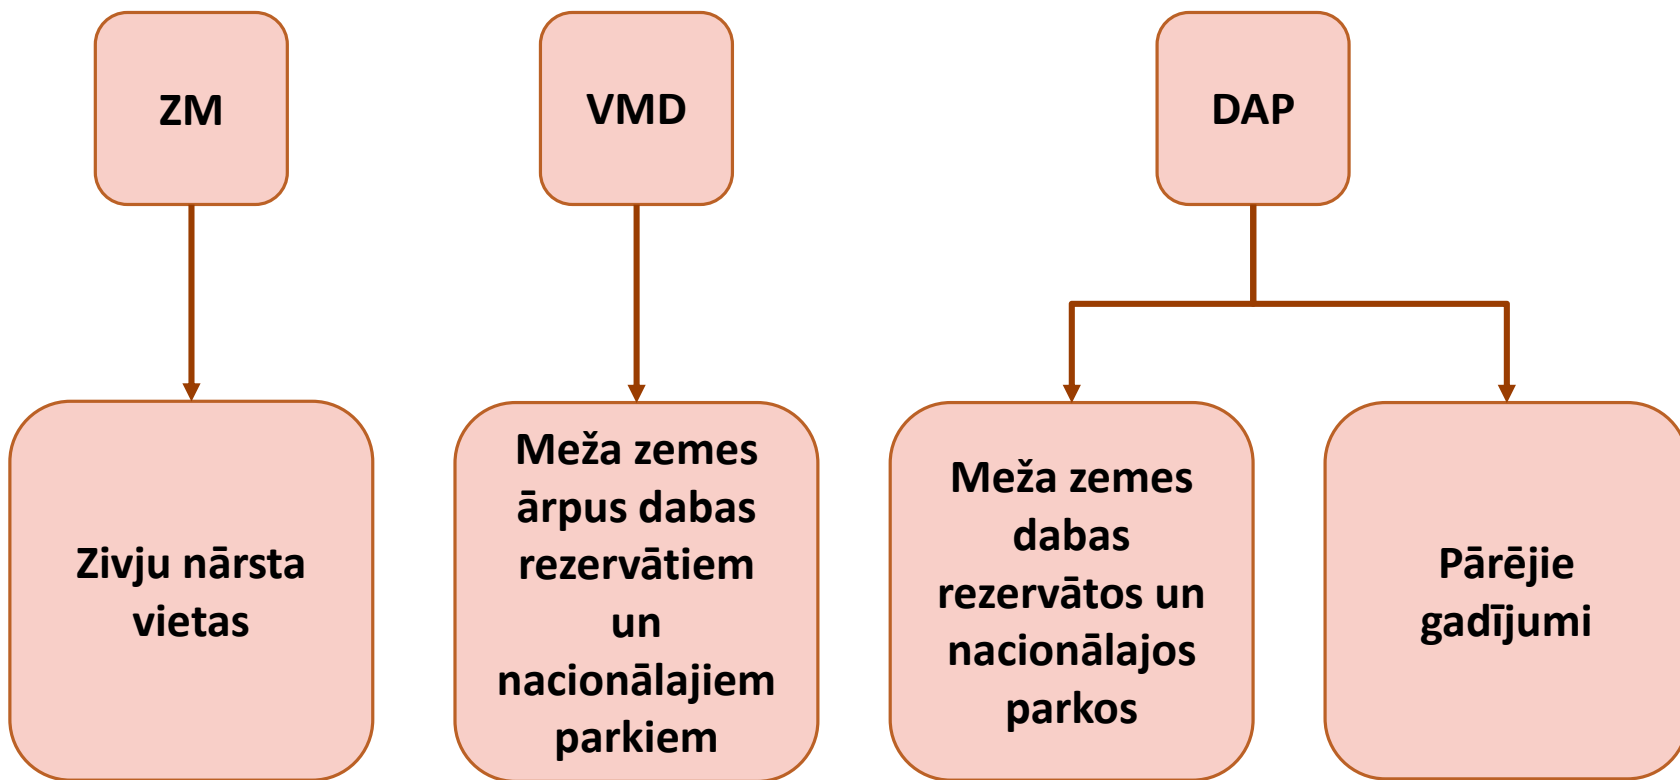 ZM
VMD
DAP
Zivju nārsta
vietas
Meža zemes
ārpus dabas
rezervātiem
un
nacionālajiem
parkiem
Meža zemes
dabas
rezervātos un
nacionālajos
parkos
Pārējie
gadījumi